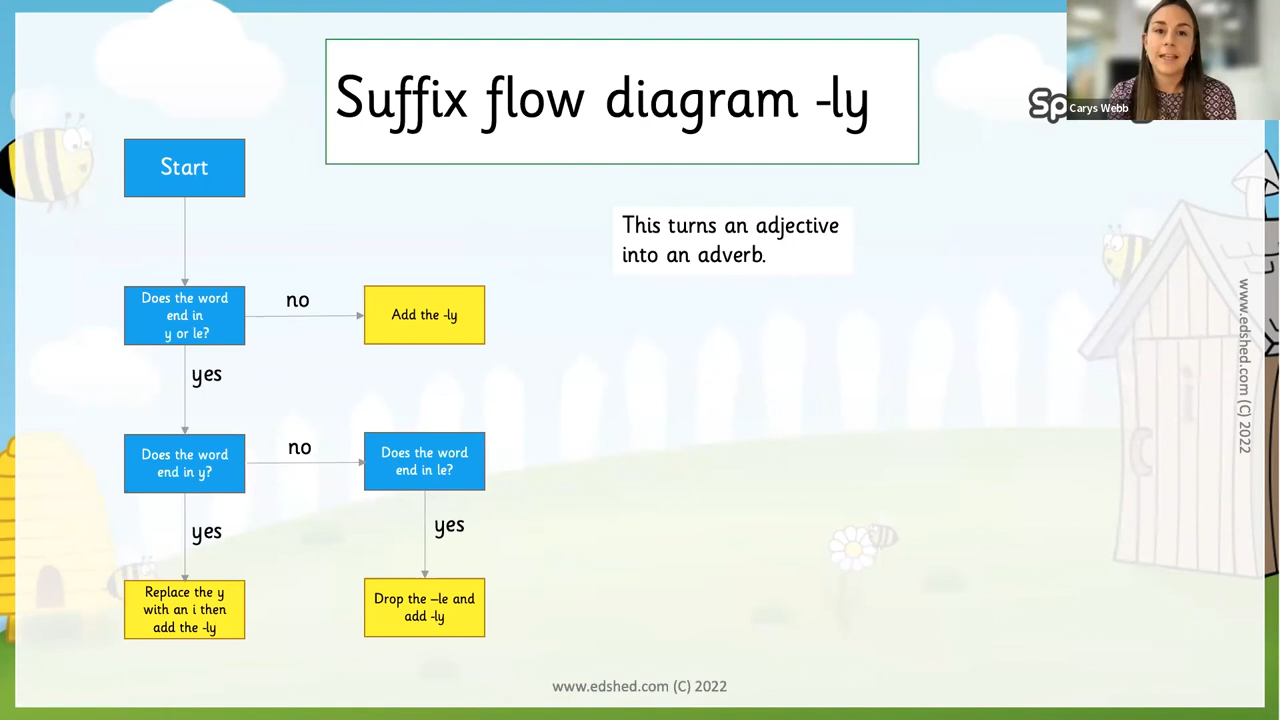 Suffix flow diagram -ly
Sp
Carys Webb
Start
This turns an adjective
into an adverb.
Does the word
end in
y or le?
no
Add the -ly
yes
Does the word
end in y?
no
Does the word
end in le?
yes
yes
Replace the y
with an i then
add the -ly
Drop the –le and
add -ly
www.edshed.com (C) 2022
www.edshed.com (C) 2022